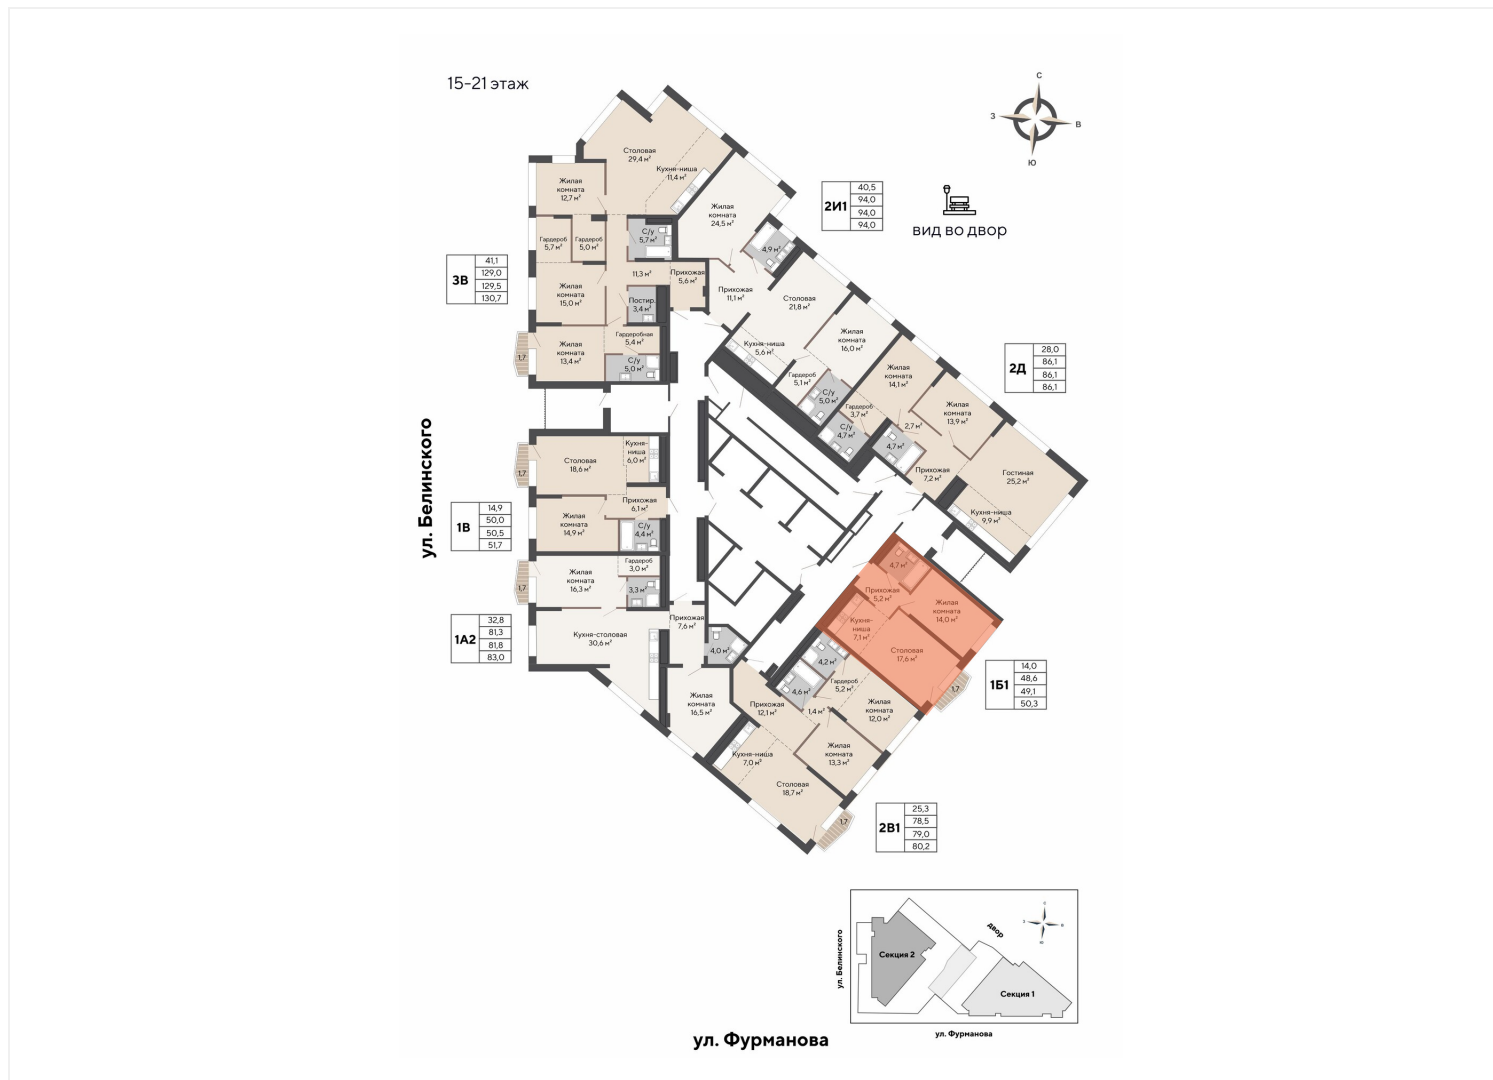 15-21 этаж
С
З
В
Ю
2И1
40,5
94,0
94,0
94,0
вид во двор
Столовая
29,4 м²
Кухня-ниша
11,4 м²
Жилая
комната
12,7 м²
Жилая
комната
24,5 м²
Гардероб
5,7 м²
Гардероб
5,0 м²
С/у
5,7 м²
4,9 м²
3В
41,1
129,0
129,5
130,7
11,3 м²
Прихожая
5,6 м²
Жилая
комната
15,0 м²
Постир.
3,4 м²
Прихожая
11,1 м²
Столовая
21,8 м²
Жилая
комната
16,0 м²
Кухня-ниша
5,6 м²
Жилая
комната
13,4 м²
1,7
Гардеробная
5,4 м²
С/у
5,0 м²
Гардероб
5,1 м²
С/у
5,0 м²
2Д
28,0
86,1
86,1
86,1
Жилая
комната
14,1 м²
Жилая
комната
13,9 м²
Гардероб
3,7 м²
С/у
4,7 м²
2,7 м²
4,7 м²
Прихожая
7,2 м²
Гостиная
25,2 м²
Кухня-ниша
9,9 м²
ул. Белинского
Кухня-
ниша
6,0 м²
Столовая
18,6 м²
1,7
1В
14,9
50,0
50,5
51,7
Прихожая
6,1 м²
Жилая
комната
14,9 м²
С/у
4,4 м²
Жилая
комната
16,3 м²
1,7
Гардероб
3,0 м²
3,3 м²
1А2
32,8
81,3
81,8
83,0
Кухня-столовая
30,6 м²
Прихожая
7,6 м²
4,0 м²
Жилая
комната
16,5 м²
4,7 м²
Прихожая
5,2 м²
Жилая
комната
14,0 м²
Кухня-
ниша
7,1 м²
Столовая
17,6 м²
1,7
1Б1
14,0
48,6
49,1
50,3
4,2 м²
Гардероб
5,2 м²
4,6 м²
1,4 м²
Жилая
комната
12,0 м²
Прихожая
12,1 м²
Жилая
комната
13,3 м²
Кухня-ниша
7,0 м²
Столовая
18,7 м²
1,7
2В1
25,3
78,5
79,0
80,2
двор
С
З
В
Ю
ул. Белинского
Секция 2
Секция 1
ул. Фурманова
ул. Фурманова